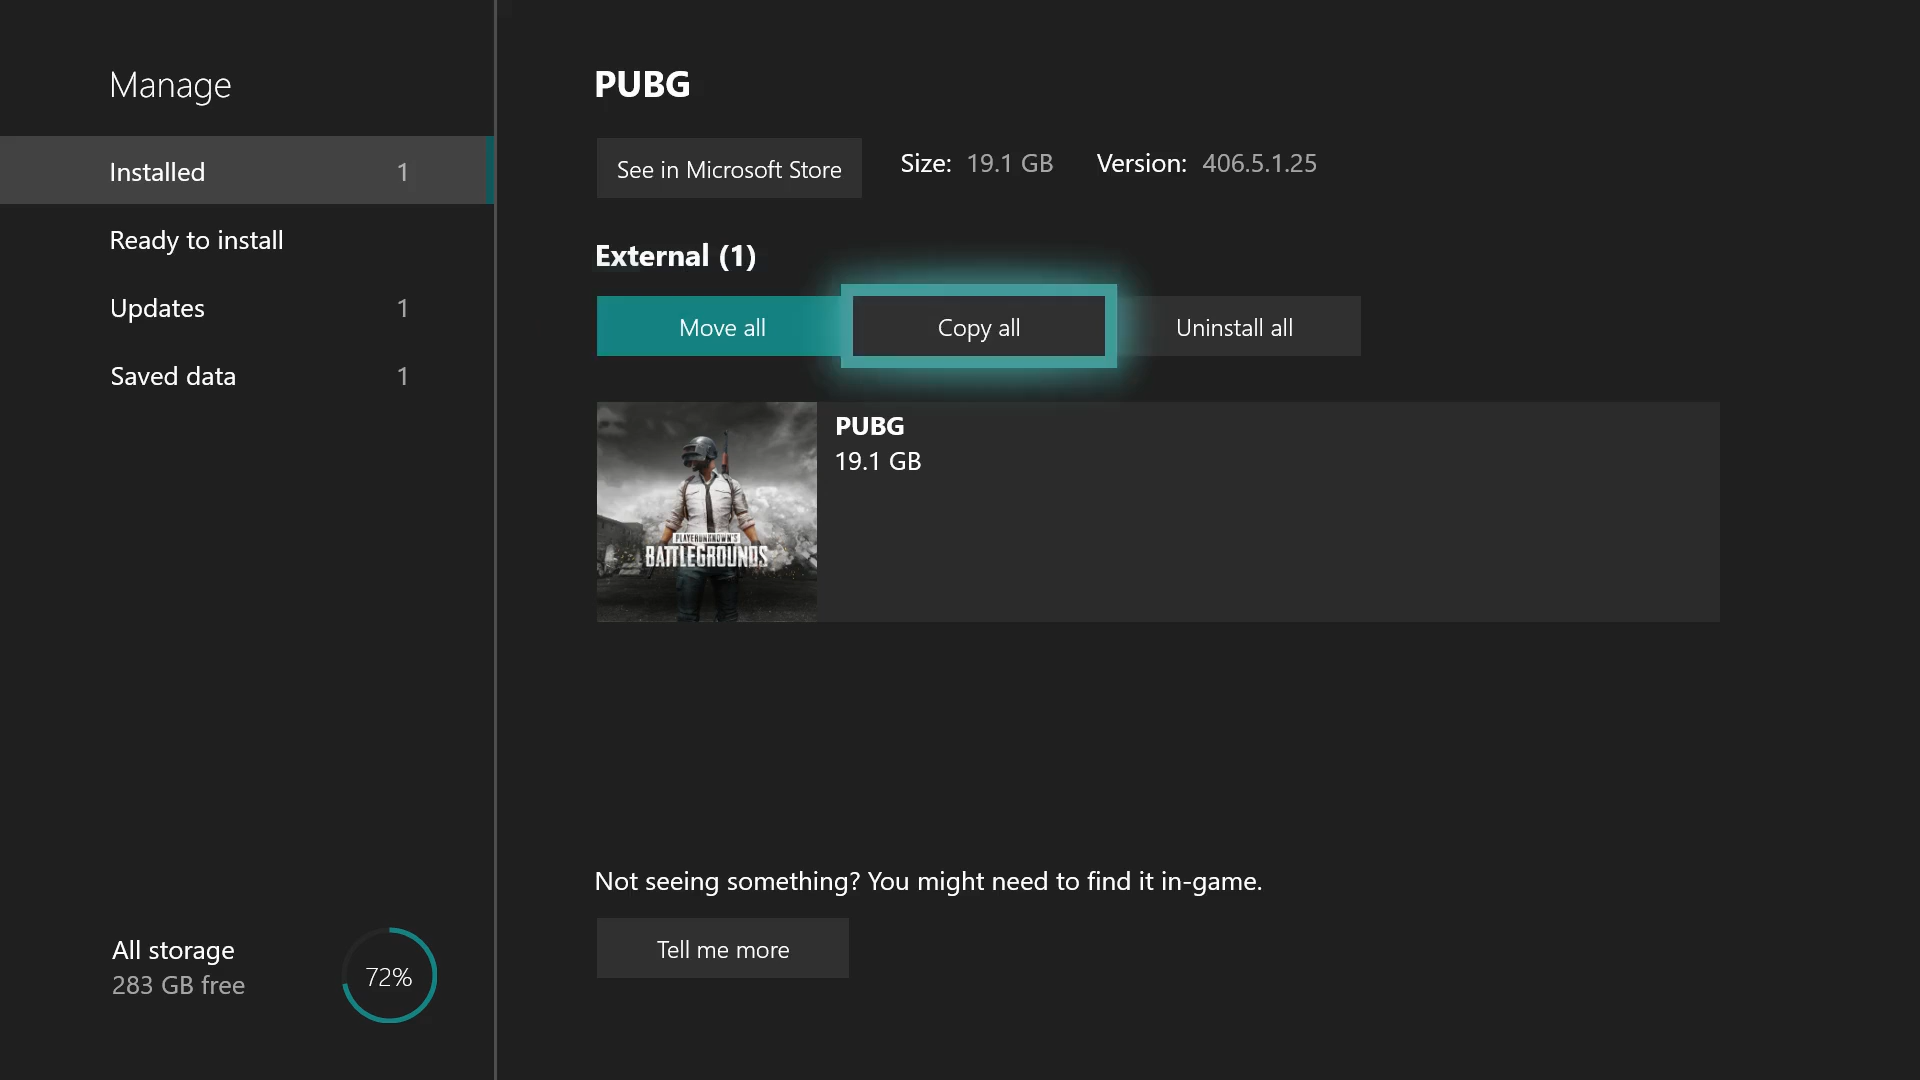 Manage
Installed 1
Ready to install
Updates 1
Saved data 1
All storage
283 GB free
72%
PUBG
See in Microsoft Store
Size: 19.1 GB
Version: 406.5.1.25
External (1)
Move all
Copy all
Uninstall all
PLAYERUNKNOWN'S
BATTLEGROUNDS
PUBG
19.1 GB
Not seeing something? You might need to find it in-game.
Tell me more